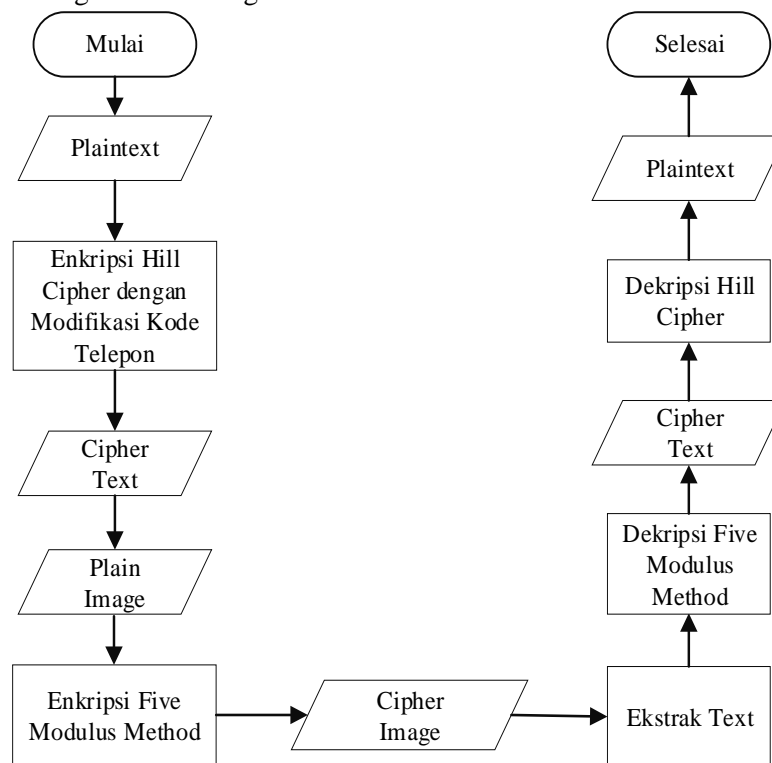 Mulai
Plaintext
Enkripsi Hill
Cipher dengan
Modifikasi Kode
Telepon
Cipher
Text
Plain
Image
Enkripsi Five
Modulus Method
Cipher
Image
Ekstrak Text
Dekripsi Five
Modulus
Method
Cipher
Text
Dekripsi Hill
Cipher
Plaintext
Selesai